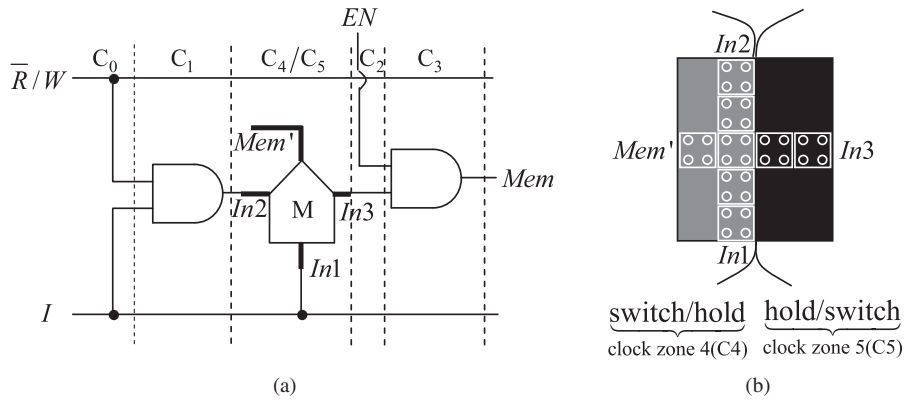 EN
C₀ C₁ C₄/C₅ C₂ C₃
R̅/W
Mem'
In2 M In3
Mem
In1
I
(a)
In2
Mem' In3
In1
switch/hold hold/switch
clock zone 4(C4) clock zone 5(C5)
(b)